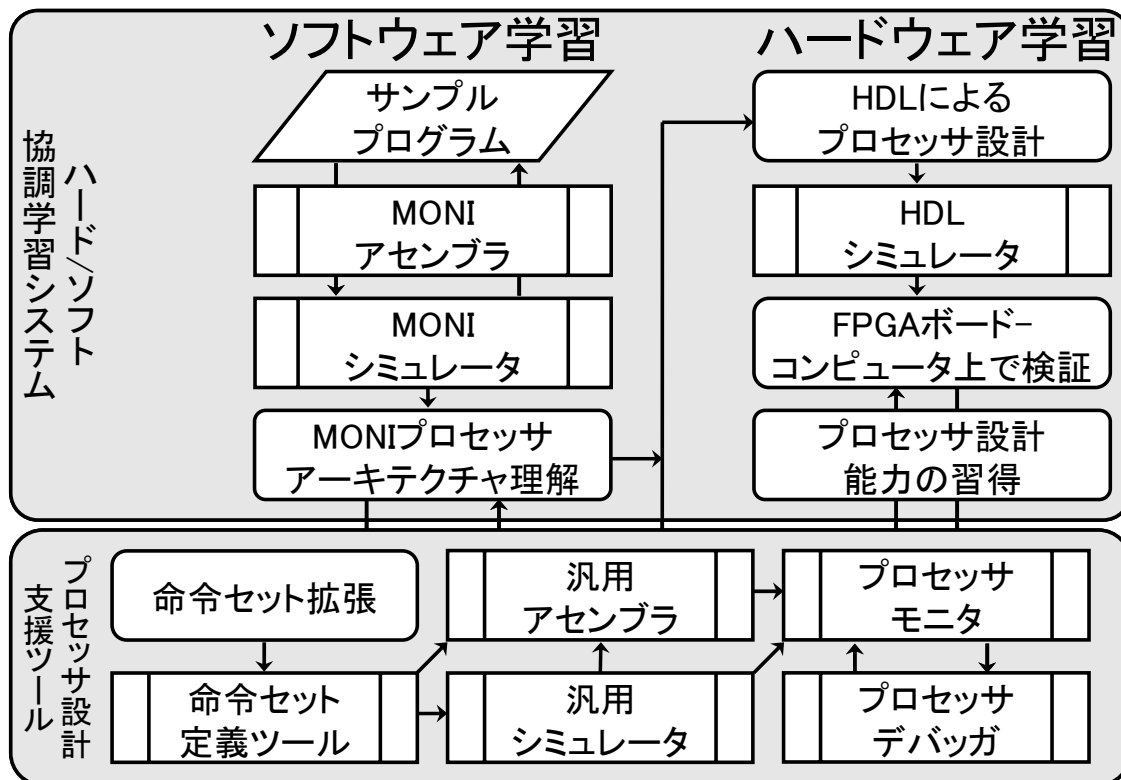 ソフトウェア学習
ハードウェア学習
ハード/ソフト
協調学習システム
サンプル
プログラム
MONI
アセンブラ
MONI
シミュレータ
MONIプロセッサ
アーキテクチャ理解
HDLによる
プロセッサ設計
HDL
シミュレータ
FPGAボード-
コンピュータ上で検証
プロセッサ設計
能力の習得
プロセッサ設計
支援ツール
命令セット拡張
命令セット
定義ツール
汎用
アセンブラ
汎用
シミュレータ
プロセッサ
モニタ
プロセッサ
デバッガ